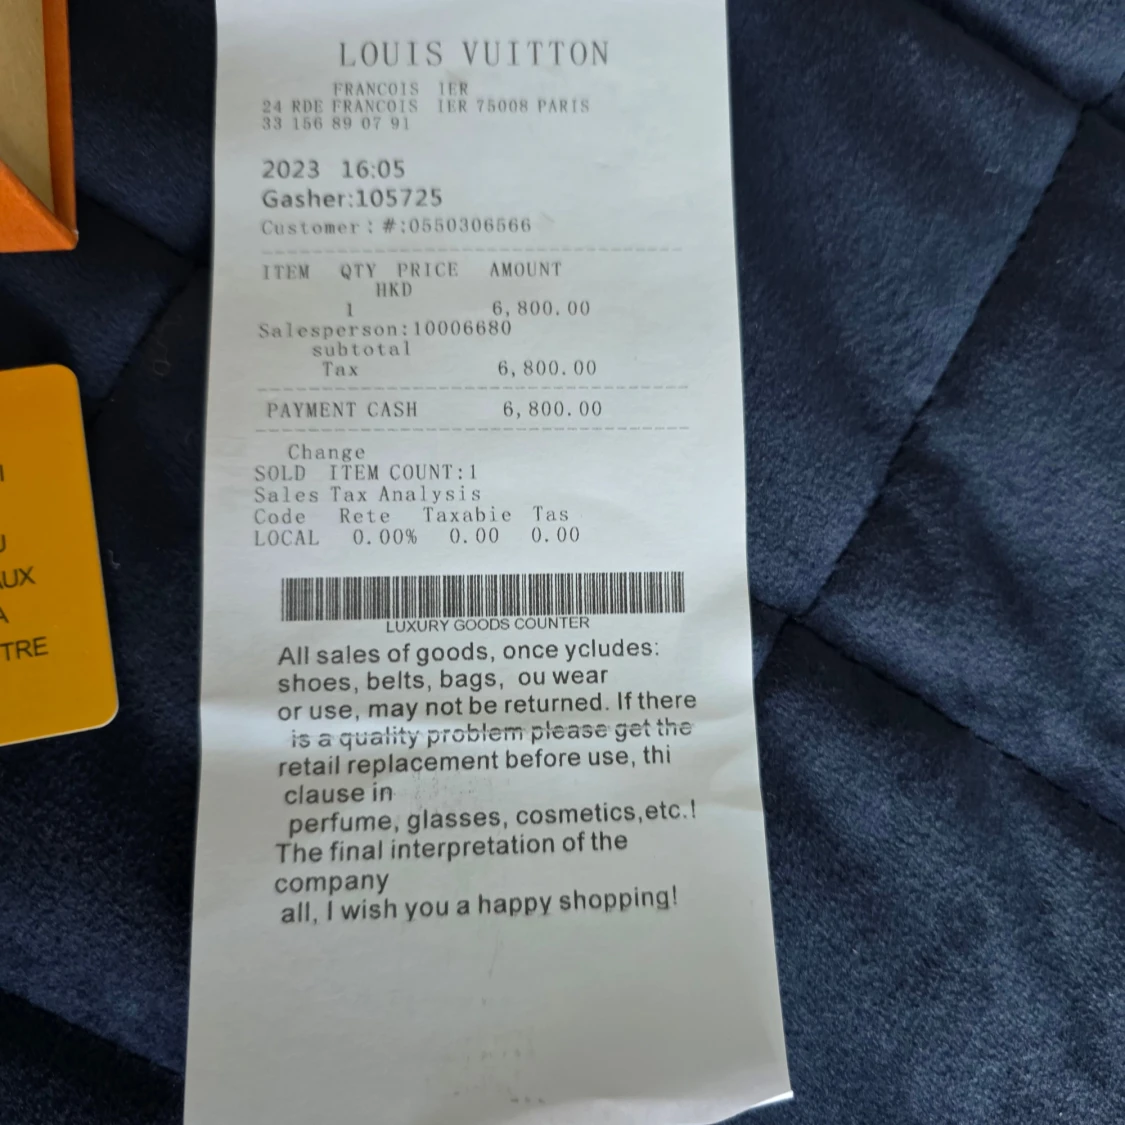 LOUIS VUITTON
FRANCOIS IER
24 RDE FRANCOIS IER 75008 PARIS
33 156 89 07 91
2023 16:05
Gasher:105725
Customer : #:0550306566
ITEM QTY PRICE AMOUNT
HKD
1 6,800.00
Salesperson:10006680
subtotal
Tax 6,800.00
PAYMENT CASH 6,800.00
Change
SOLD ITEM COUNT:1
Sales Tax Analysis
Code Rete Taxabie Tas
LOCAL 0.00% 0.00 0.00
LUXURY GOODS COUNTER
All sales of goods, once ycludes:
shoes, belts, bags, ou wear
or use, may not be returned. If there
is a quality problem please get the
retail replacement before use, thi
clause in
perfume, glasses, cosmetics,etc.!
The final interpretation of the
company
all, I wish you a happy shopping!
UX
A
TRE